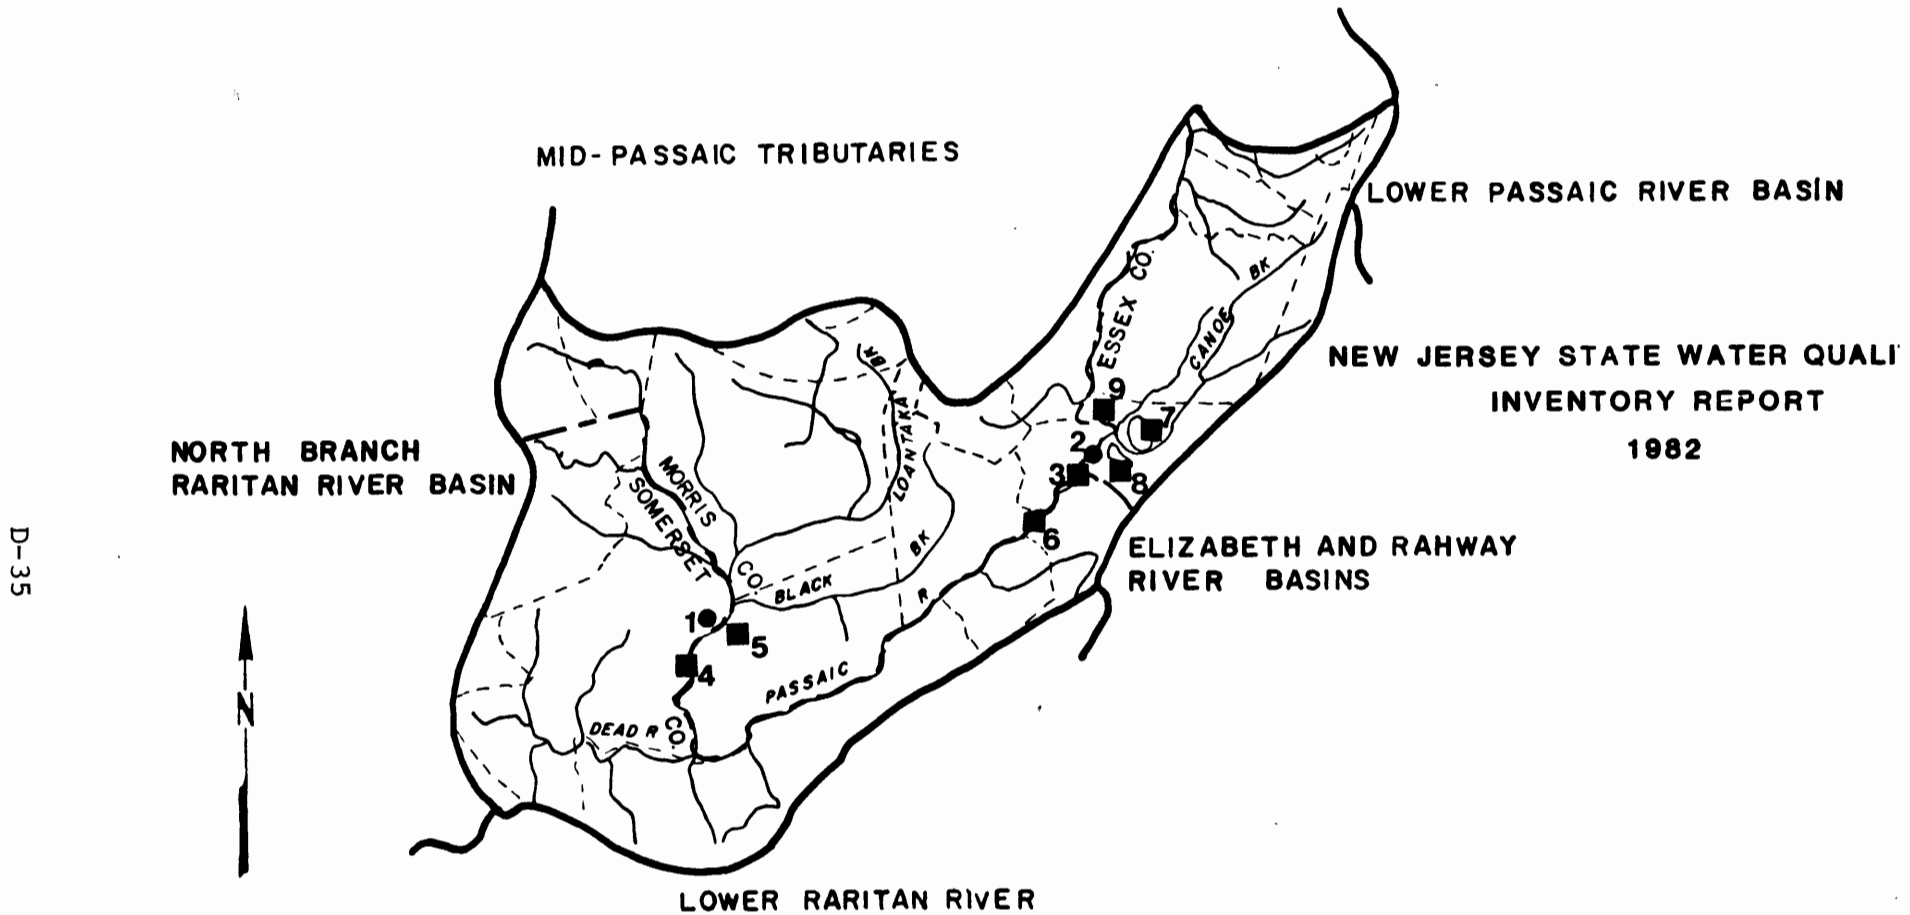 MID-PASSAIC TRIBUTARIES
LOWER PASSAIC RIVER BASIN
ESSEX CO.
CANOE BK
NEW JERSEY STATE WATER QUALI
INVENTORY REPORT
1982
NORTH BRANCH
RARITAN RIVER BASIN
LOANTAKA BK
MORRIS CO.
SOMERSET CO.
9
7
2
3
8
6
ELIZABETH AND RAHWAY
RIVER BASINS
BLACK BK
1
5
4
PASSAIC R
DEAD R
N
D-35
LOWER RARITAN RIVER